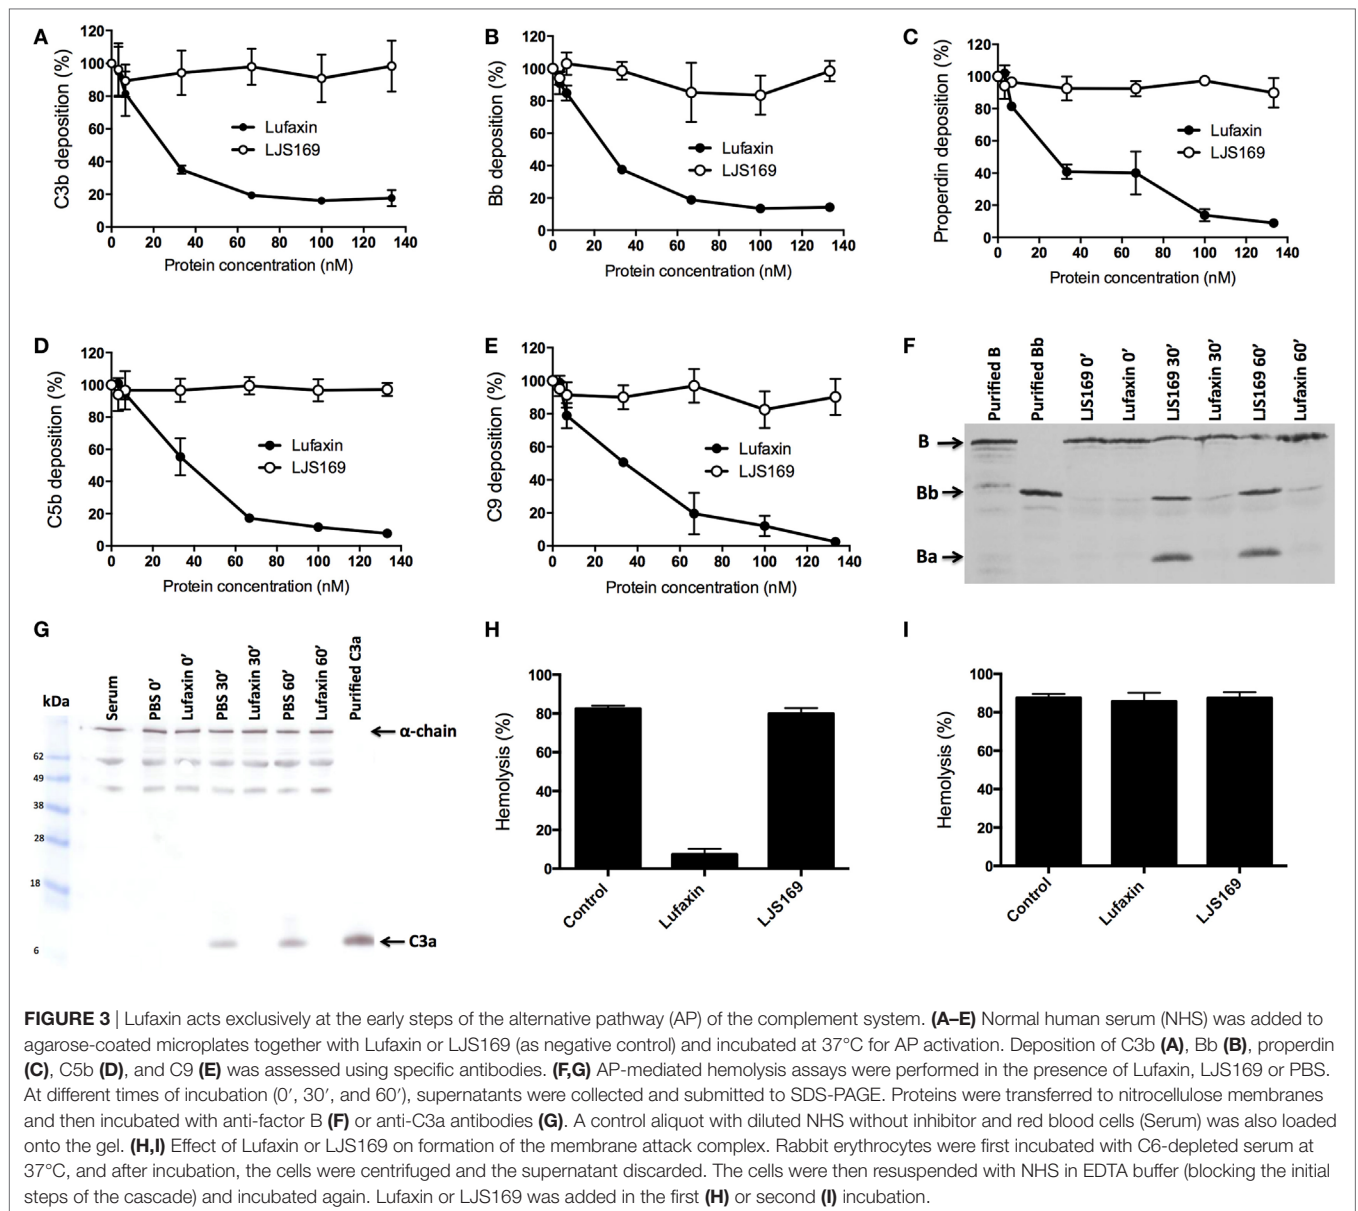 A
C3b deposition (%)
120
100
80
60
40
20
0
0 20 40 60 80 100 120 140
Protein concentration (nM)
Lufaxin
LJS169
B
Bb deposition (%)
120
100
80
60
40
20
0
0 20 40 60 80 100 120 140
Protein concentration (nM)
Lufaxin
LJS169
C
Properdin deposition (%)
120
100
80
60
40
20
0
0 20 40 60 80 100 120 140
Protein concentration (nM)
Lufaxin
LJS169
D
C5b deposition (%)
120
100
80
60
40
20
0
0 20 40 60 80 100 120 140
Protein concentration (nM)
Lufaxin
LJS169
E
C9 deposition (%)
120
100
80
60
40
20
0
0 20 40 60 80 100 120 140
Protein concentration (nM)
Lufaxin
LJS169
F
Purified B
Purified Bb
LJS169 0′
Lufaxin 0′
LJS169 30′
Lufaxin 30′
LJS169 60′
Lufaxin 60′
B
Bb
Ba
G
kDa
62
49
38
28
18
6
Serum
PBS 0′
Lufaxin 0′
PBS 30′
Lufaxin 30′
PBS 60′
Lufaxin 60′
Purified C3a
α-chain
C3a
H
Hemolysis (%)
100
80
60
40
20
0
Control
Lufaxin
LJS169
I
Hemolysis (%)
100
80
60
40
20
0
Control
Lufaxin
LJS169
FIGURE 3 | Lufaxin acts exclusively at the early steps of the alternative pathway (AP) of the complement system. (A–E) Normal human serum (NHS) was added to
agarose-coated microplates together with Lufaxin or LJS169 (as negative control) and incubated at 37°C for AP activation. Deposition of C3b (A), Bb (B), properdin
(C), C5b (D), and C9 (E) was assessed using specific antibodies. (F,G) AP-mediated hemolysis assays were performed in the presence of Lufaxin, LJS169 or PBS.
At different times of incubation (0′, 30′, and 60′), supernatants were collected and submitted to SDS-PAGE. Proteins were transferred to nitrocellulose membranes
and then incubated with anti-factor B (F) or anti-C3a antibodies (G). A control aliquot with diluted NHS without inhibitor and red blood cells (Serum) was also loaded
onto the gel. (H,I) Effect of Lufaxin or LJS169 on formation of the membrane attack complex. Rabbit erythrocytes were first incubated with C6-depleted serum at
37°C, and after incubation, the cells were centrifuged and the supernatant discarded. The cells were then resuspended with NHS in EDTA buffer (blocking the initial
steps of the cascade) and incubated again. Lufaxin or LJS169 was added in the first (H) or second (I) incubation.